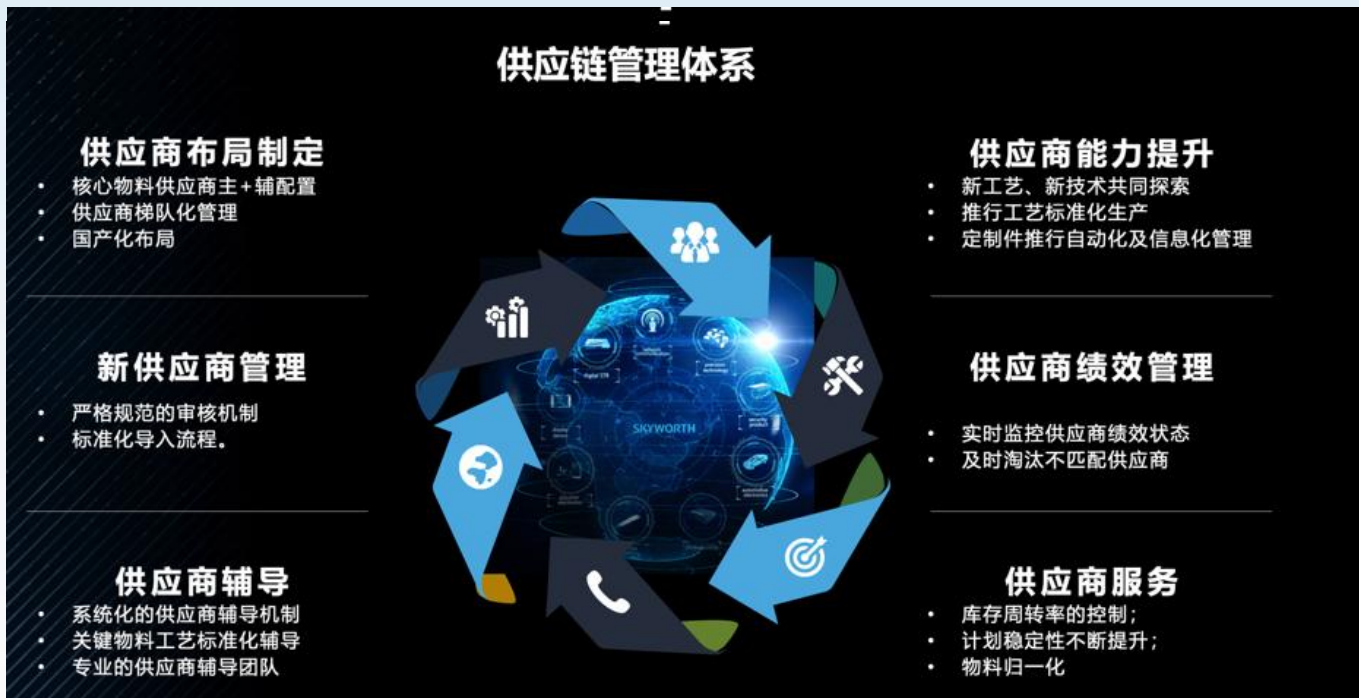 供应链管理体系
供应商布局制定
• 核心物料供应商主+辅配置
• 供应商梯队化管理
• 国产化布局
新供应商管理
• 严格规范的审核机制
• 标准化导入流程。
供应商辅导
• 系统化的供应商辅导机制
• 关键物料工艺标准化辅导
• 专业的供应商辅导团队
SKYWORTH
digital STB
precision
technology
security
product
automotive
electronics
供应商能力提升
• 新工艺、新技术共同探索
• 推行工艺标准化生产
• 定制件推行自动化及信息化管理
供应商绩效管理
• 实时监控供应商绩效状态
• 及时淘汰不匹配供应商
供应商服务
• 库存周转率的控制；
• 计划稳定性不断提升；
• 物料归一化